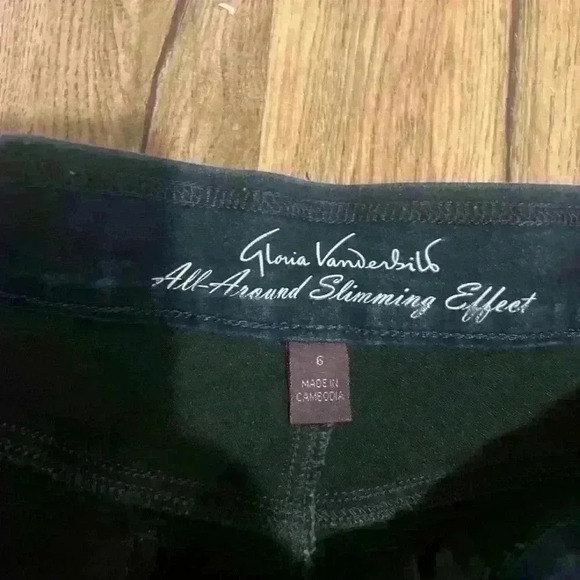 Gloria Vanderbilt
All-Around Slimming Effect
6
MADE IN
CAMBODIA